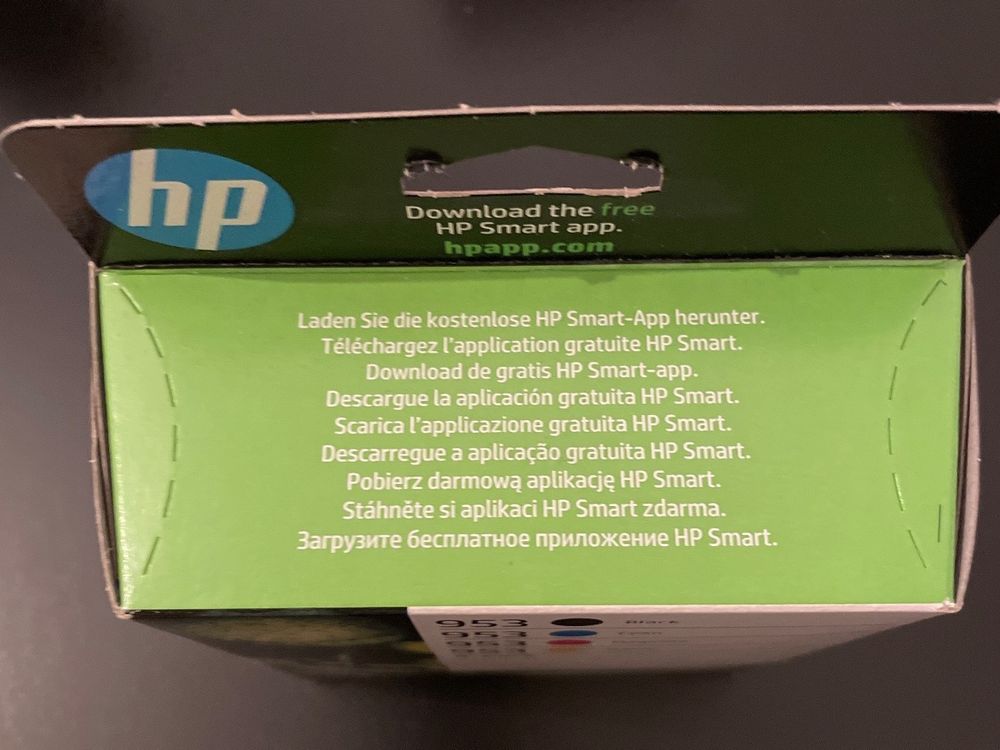 hp
Download the free
HP Smart app.
hpapp.com
Laden Sie die kostenlose HP Smart-App herunter.
Téléchargez l'application gratuite HP Smart.
Download de gratis HP Smart-app.
Descargue la aplicación gratuita HP Smart.
Scarica l'applicazione gratuita HP Smart.
Descarregue a aplicação gratuita HP Smart.
Pobierz darmową aplikację HP Smart.
Stáhněte si aplikaci HP Smart zdarma.
Загрузите бесплатное приложение HP Smart.
953 Black
953 Cyan
953
953